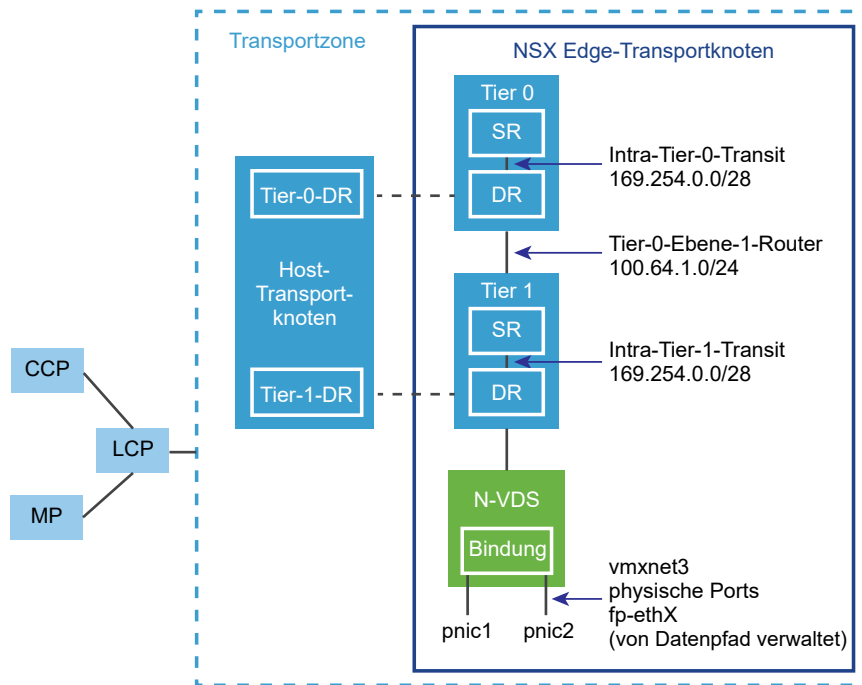 Transportzone
NSX Edge-Transportknoten
Tier 0
SR
DR
Intra-Tier-0-Transit
169.254.0.0/28
Tier-0-DR
Host-
Transport-
knoten
Tier-1-DR
Tier-0-Ebene-1-Router
100.64.1.0/24
Tier 1
SR
DR
Intra-Tier-1-Transit
169.254.0.0/28
CCP
LCP
MP
N-VDS
Bindung
pnic1
pnic2
vmxnet3
physische Ports
fp-ethX
(von Datenpfad verwaltet)